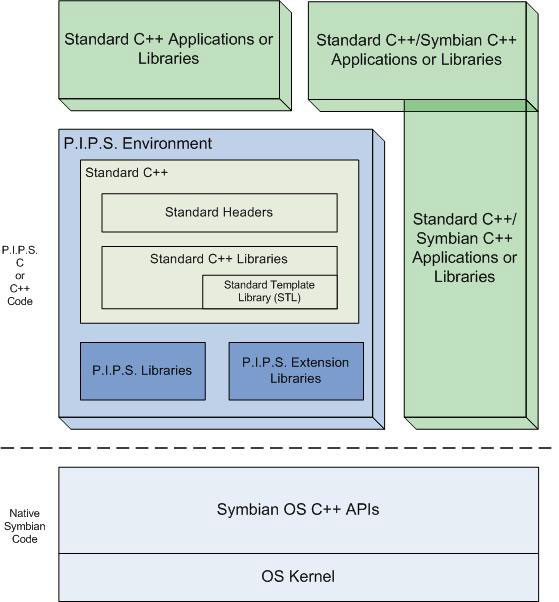 Standard C++ Applications or
Libraries
Standard C++/Symbian C++
Applications or Libraries
P.I.P.S. Environment
Standard C++
Standard Headers
Standard C++ Libraries
Standard Template
Library (STL)
P.I.P.S. Libraries
P.I.P.S. Extension
Libraries
Standard C++/
Symbian C++
Applications or
Libraries
P.I.P.S.
C
or
C++
Code
Native
Symbian
Code
Symbian OS C++ APIs
OS Kernel